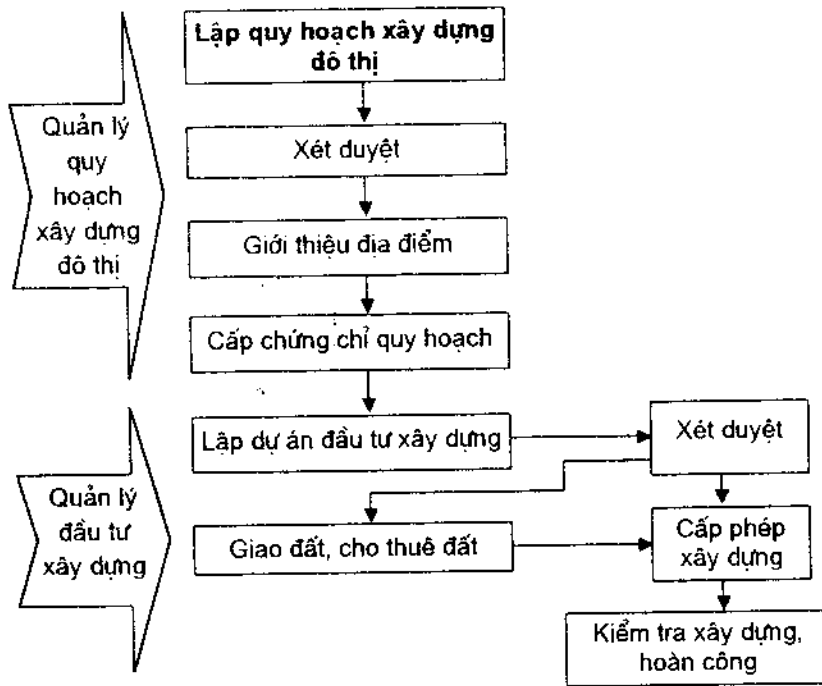 Lập quy hoạch xây dựng
đô thị
Quản lý
quy
hoạch
xây dựng
đô thị
Xét duyệt
Giới thiệu địa điểm
Cấp chứng chỉ quy hoạch
Quản lý
đầu tư
xây dựng
Lập dự án đầu tư xây dựng
Xét duyệt
Giao đất, cho thuê đất
Cấp phép
xây dựng
Kiểm tra xây dựng,
hoàn công